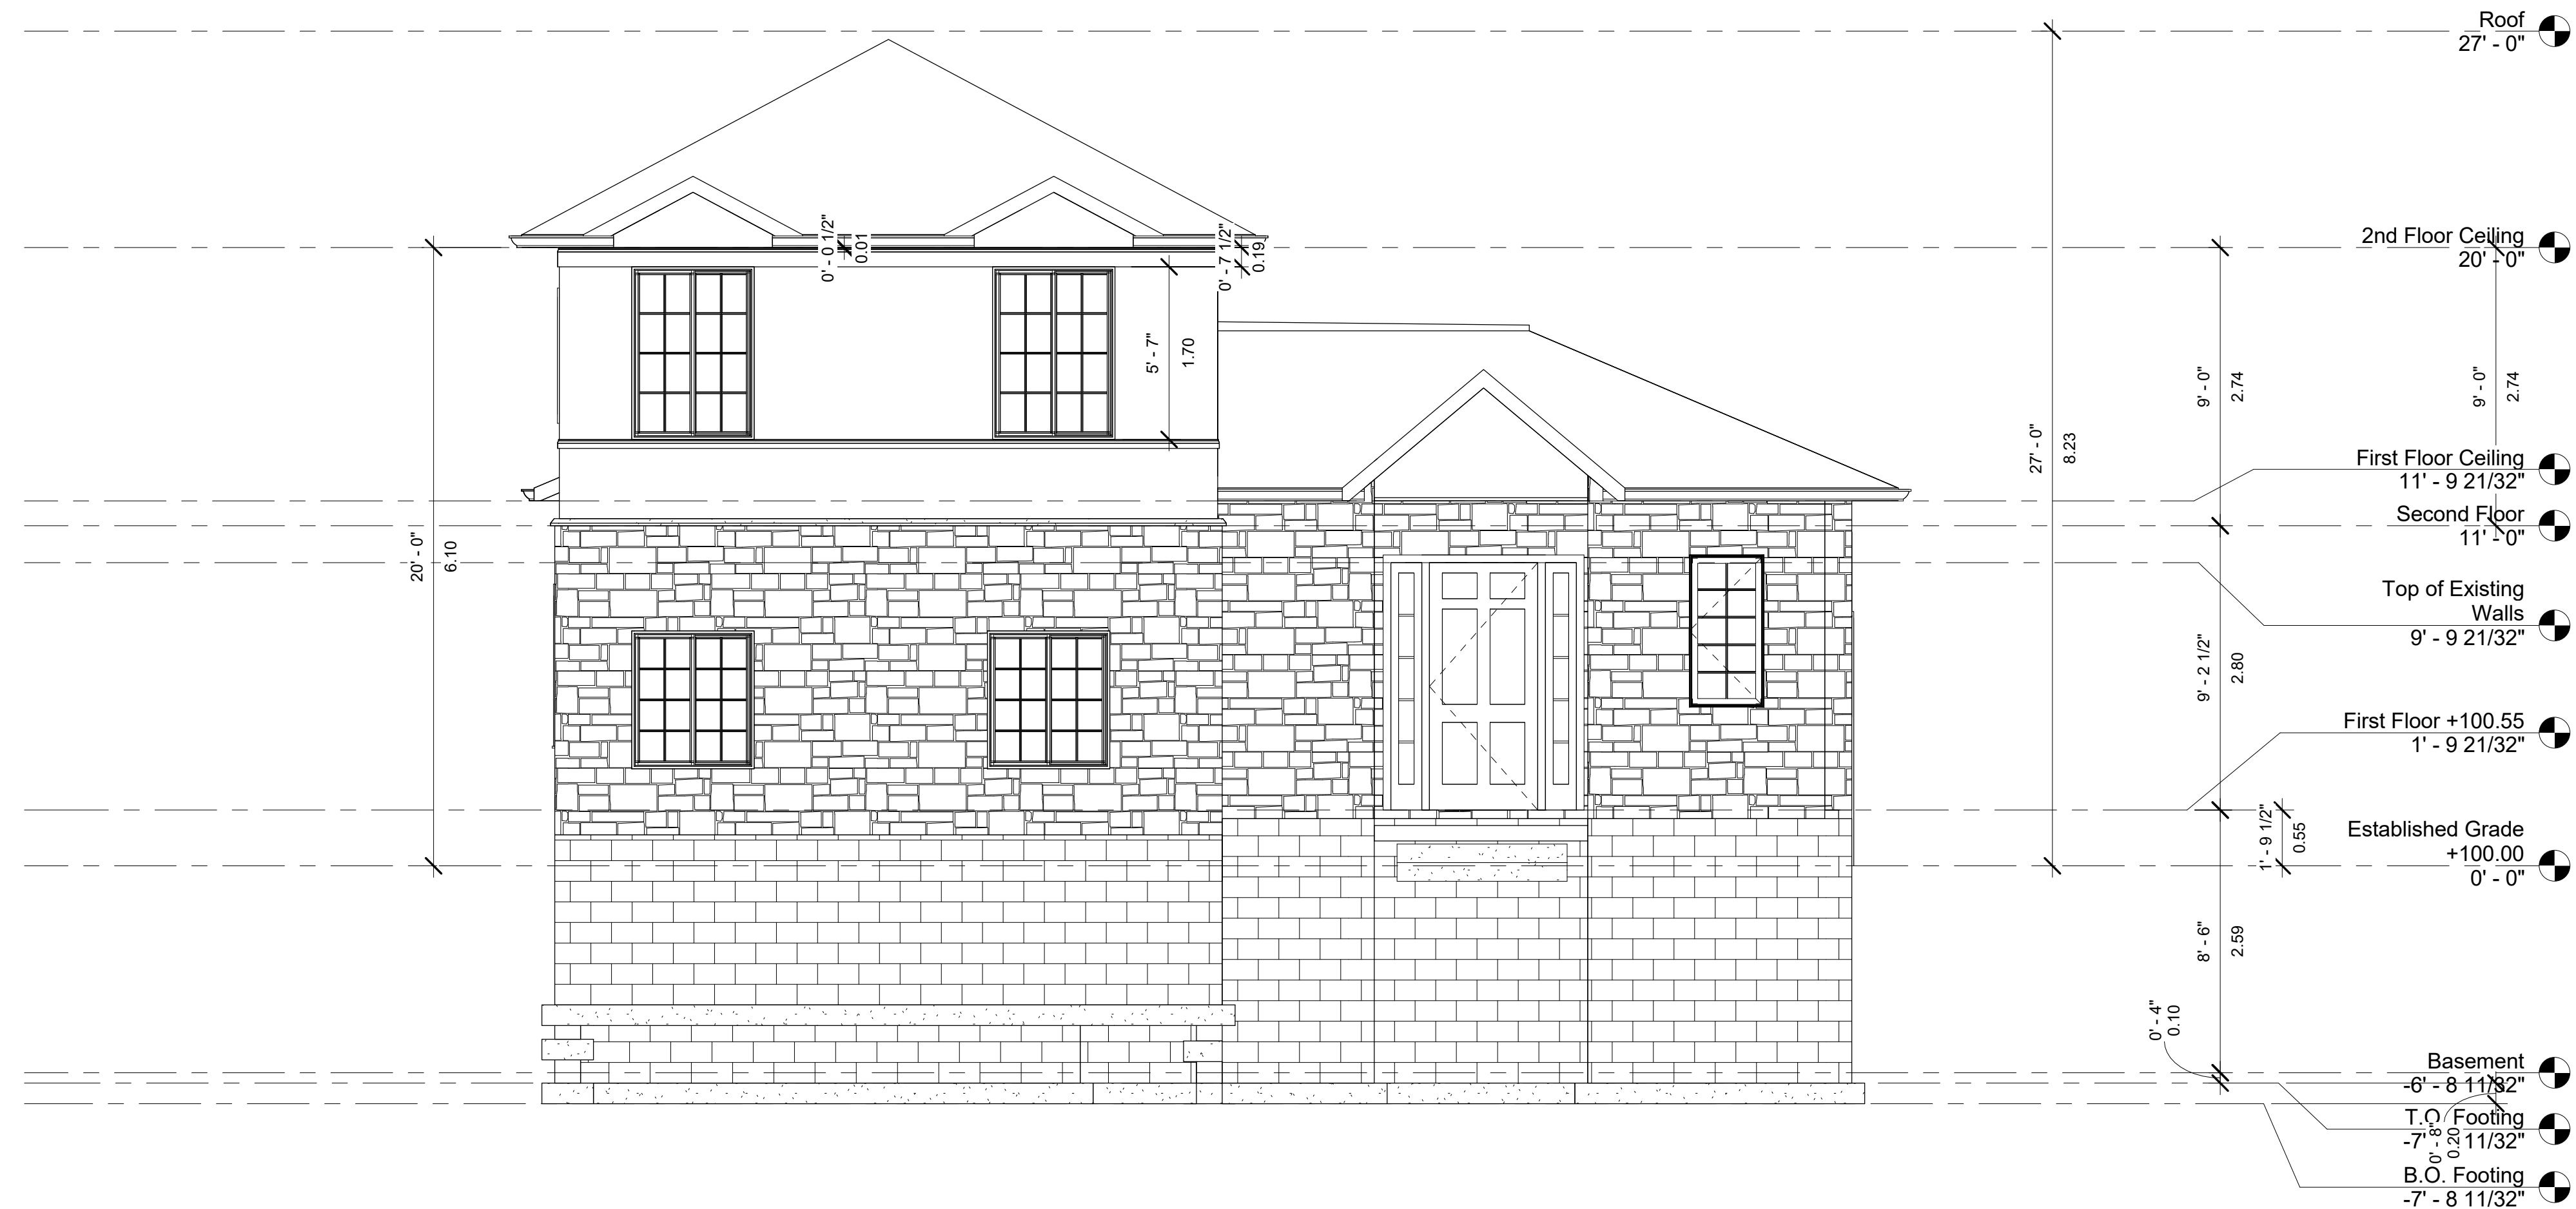 Roof
27' - 0"
2nd Floor Ceiling
20' - 0"
0' - 0 1/2"
0.01
0' - 7 1/2"
0.19
5' - 7"
1.70
9' - 0"
2.74
9' - 0"
2.74
27' - 0"
8.23
First Floor Ceiling
11' - 9 21/32"
Second Floor
11' - 0"
20' - 0"
6.10
Top of Existing
Walls
9' - 9 21/32"
9' - 2 1/2"
2.80
First Floor +100.55
1' - 9 21/32"
1' - 9 1/2"
0.55
Established Grade
+100.00
0' - 0"
8' - 6"
2.59
0' - 4"
0.10
Basement
-6' - 8 11/32"
T.O. Footing
-7' 11/32"
0' - 8"
0.20
B.O. Footing
-7' - 8 11/32"